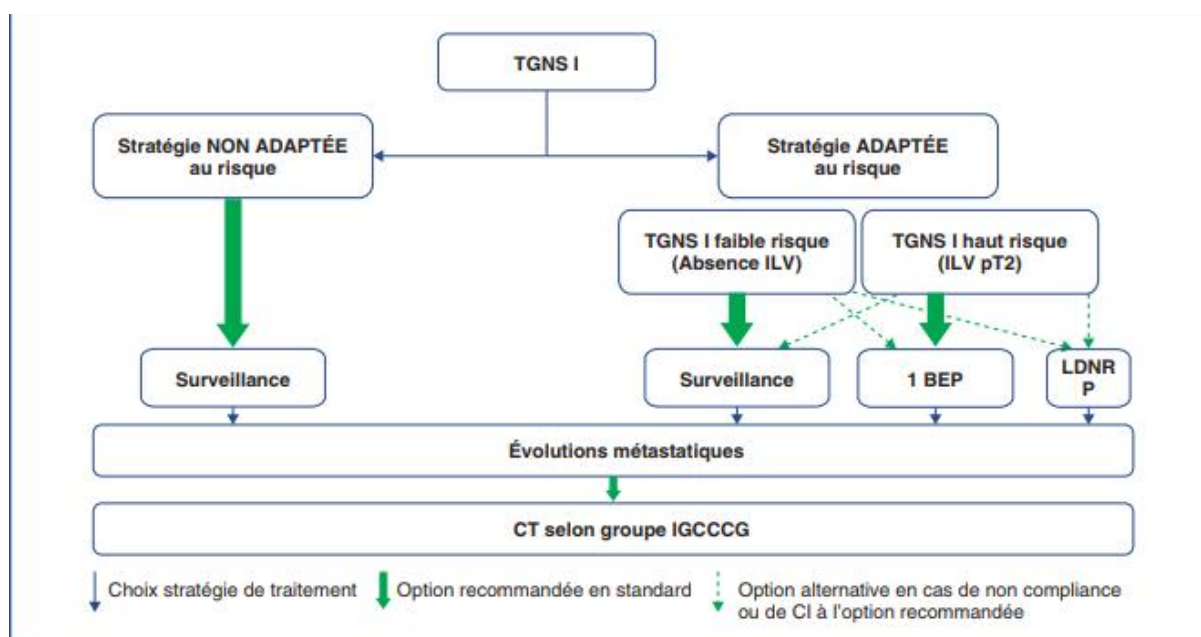 TGNS I
Stratégie NON ADAPTÉE
au risque
Stratégie ADAPTÉE
au risque
TGNS I faible risque
(Absence ILV)
TGNS I haut risque
(ILV pT2)
Surveillance
Surveillance
1 BEP
LDNR
P
Évolutions métastatiques
CT selon groupe IGCCCG
Choix stratégie de traitement
Option recommandée en standard
Option alternative en cas de non compliance
ou de CI à l'option recommandée